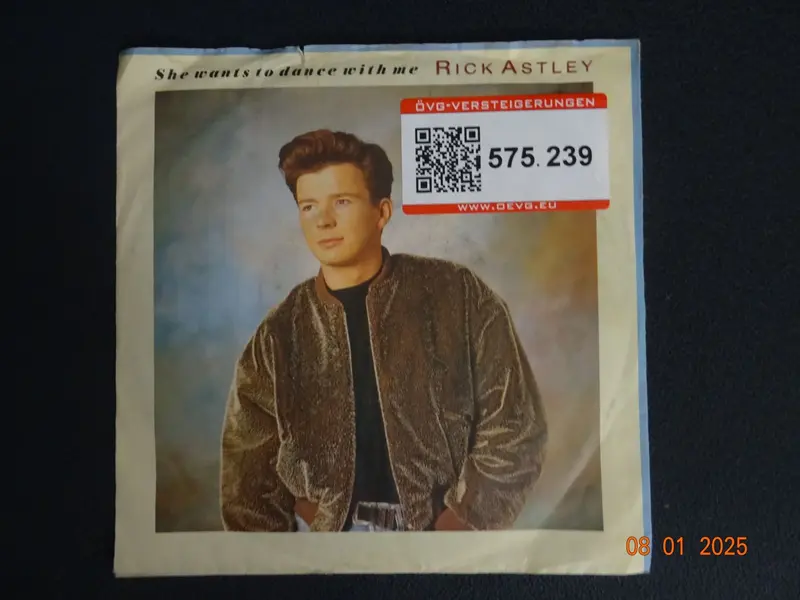 She wants to dance with me RICK ASTLEY
ÖVG-VERSTEIGERUNGEN
575.239
WWW.OEVG.EU
08 01 2025